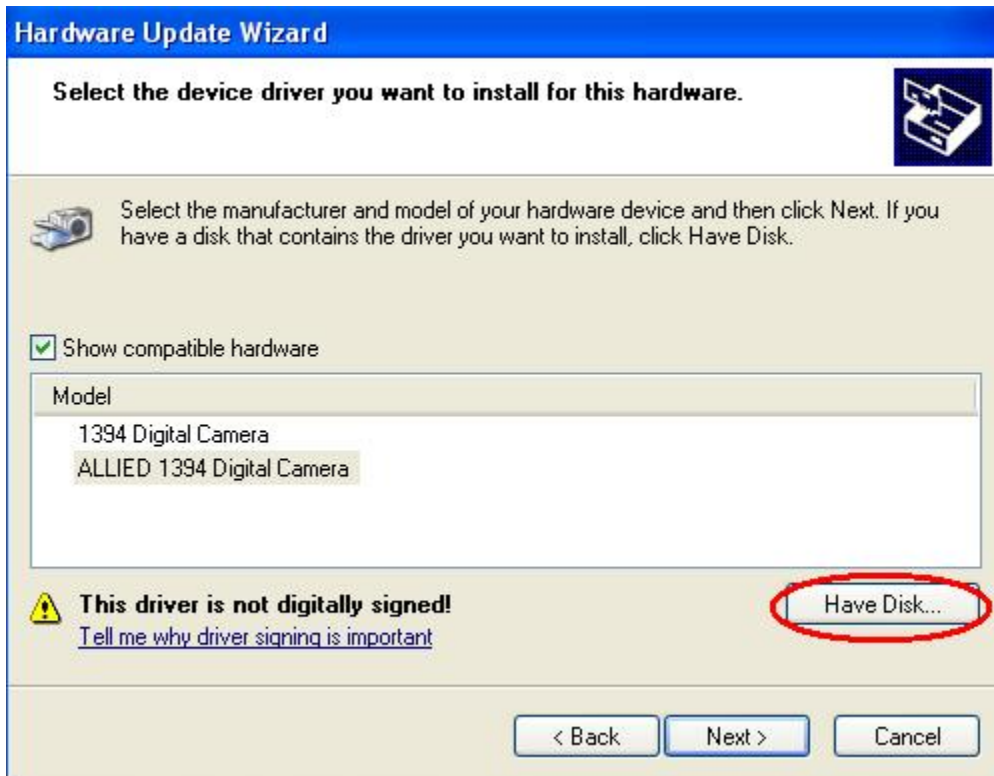 Hardware Update Wizard
Select the device driver you want to install for this hardware.
Select the manufacturer and model of your hardware device and then click Next. If you
have a disk that contains the driver you want to install, click Have Disk.
Show compatible hardware
Model
1394 Digital Camera
ALLIED 1394 Digital Camera
This driver is not digitally signed!
Have Disk...
Tell me why driver signing is important
< Back
Next >
Cancel